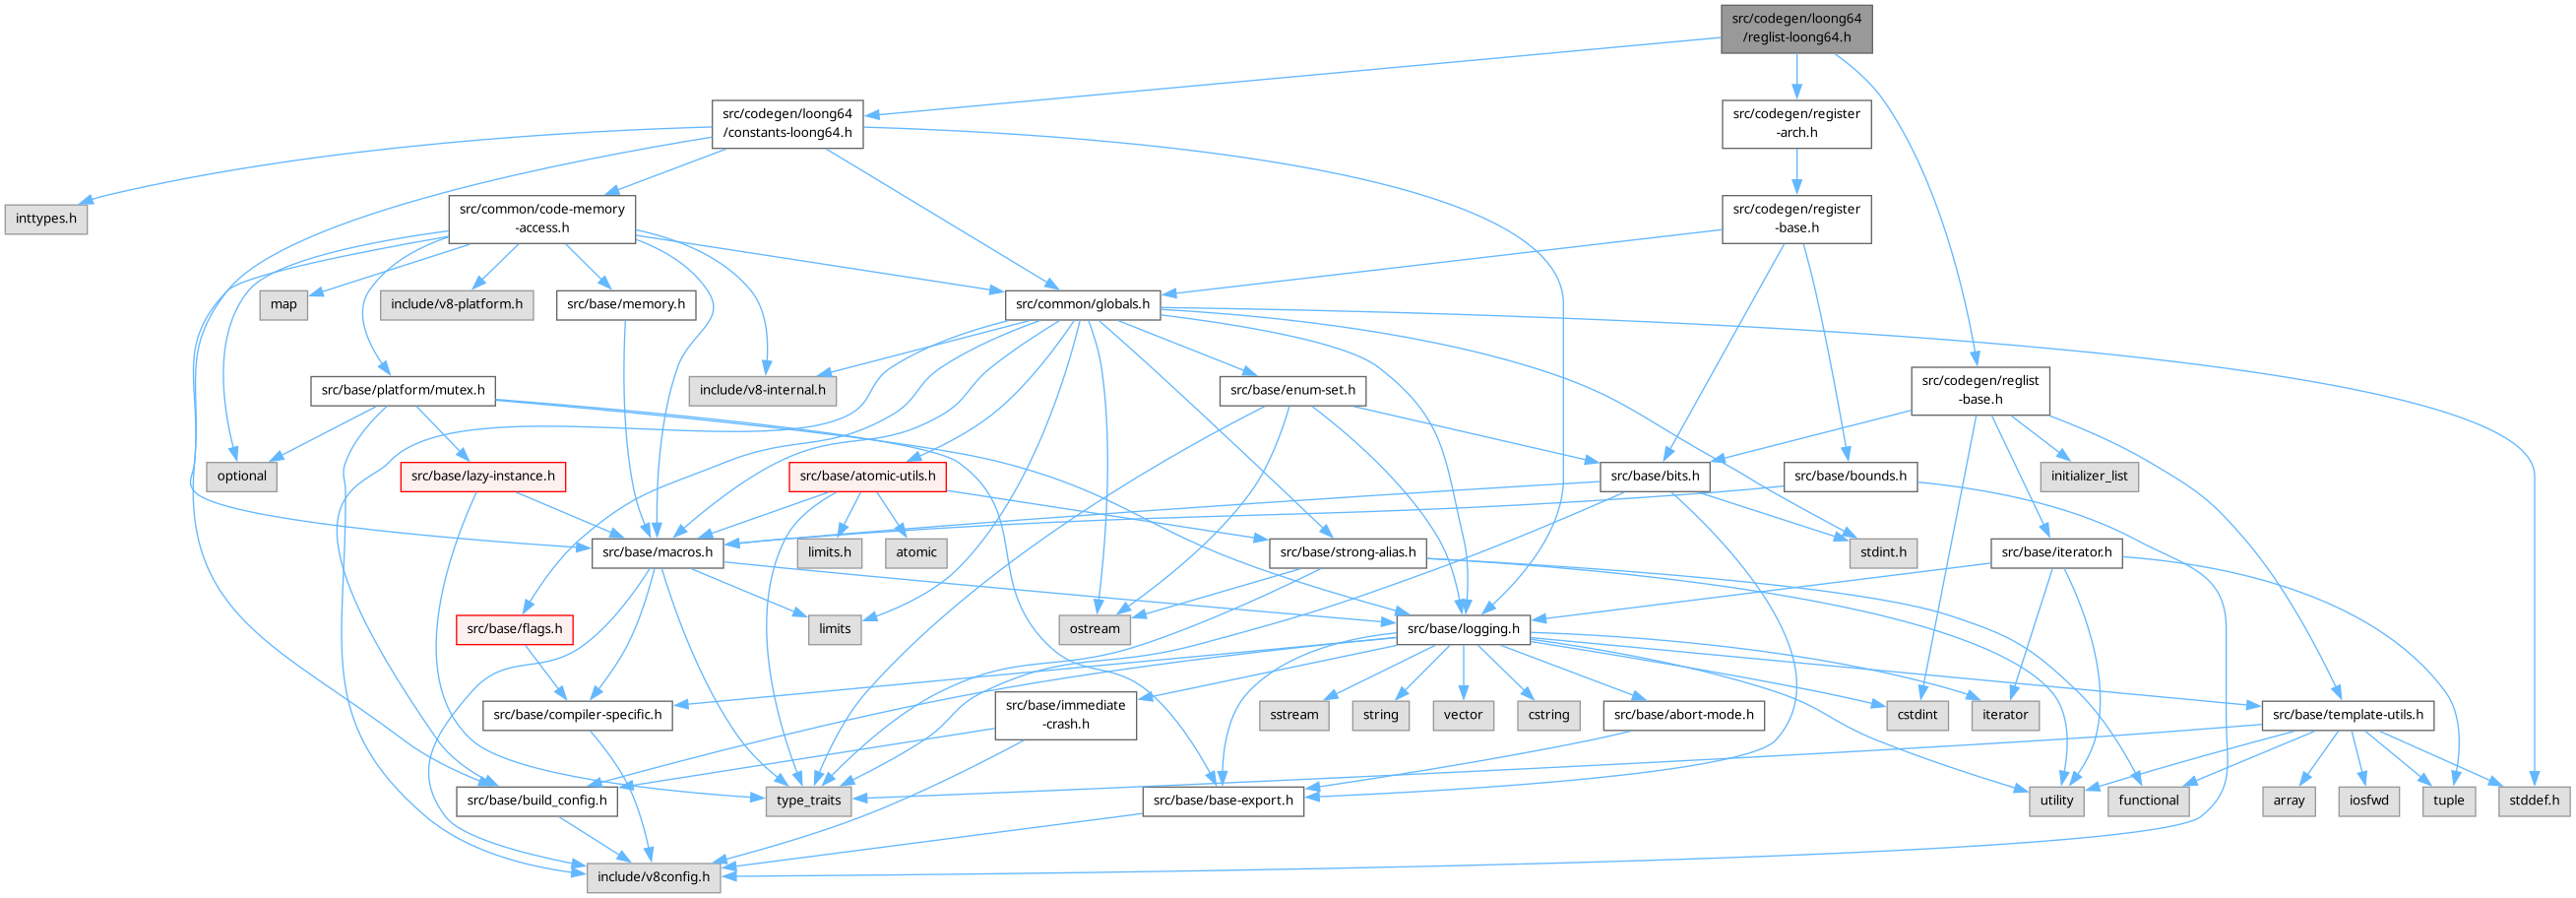 src/codegen/loong64
/reglist-loong64.h
src/codegen/loong64
/constants-loong64.h
src/codegen/register
-arch.h
inttypes.h
src/common/code-memory
-access.h
src/codegen/register
-base.h
map
include/v8-platform.h
src/base/memory.h
src/common/globals.h
src/base/platform/mutex.h
include/v8-internal.h
src/base/enum-set.h
src/codegen/reglist
-base.h
optional
src/base/lazy-instance.h
src/base/atomic-utils.h
src/base/bits.h
src/base/bounds.h
initializer_list
src/base/macros.h
limits.h
atomic
src/base/strong-alias.h
stdint.h
src/base/iterator.h
src/base/flags.h
limits
ostream
src/base/logging.h
src/base/compiler-specific.h
src/base/immediate
-crash.h
sstream
string
vector
cstring
src/base/abort-mode.h
cstdint
iterator
src/base/template-utils.h
src/base/build_config.h
type_traits
src/base/base-export.h
utility
functional
array
iosfwd
tuple
stddef.h
include/v8config.h